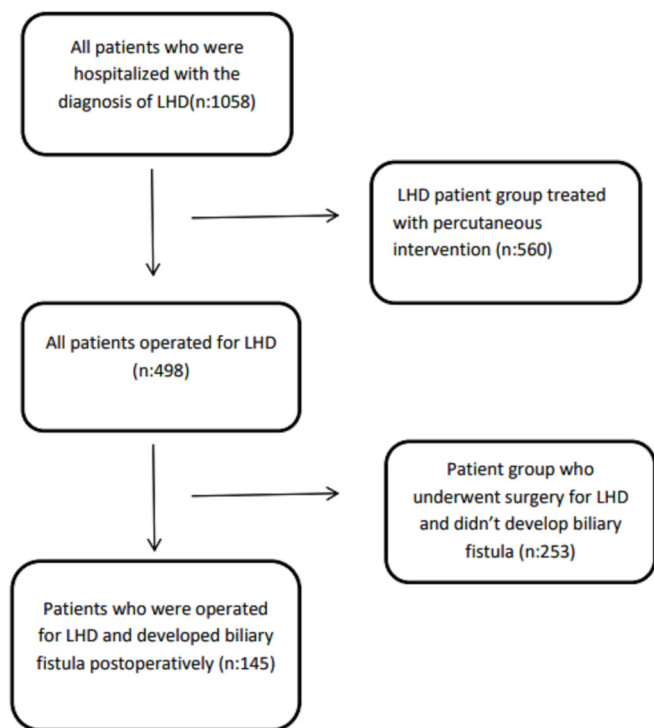 All patients who were
hospitalized with the
diagnosis of LHD(n:1058)
LHD patient group treated
with percutaneous
intervention (n:560)
All patients operated for LHD
(n:498)
Patient group who
underwent surgery for LHD
and didn’t develop biliary
fistula (n:253)
Patients who were operated
for LHD and developed biliary
fistula postoperatively (n:145)